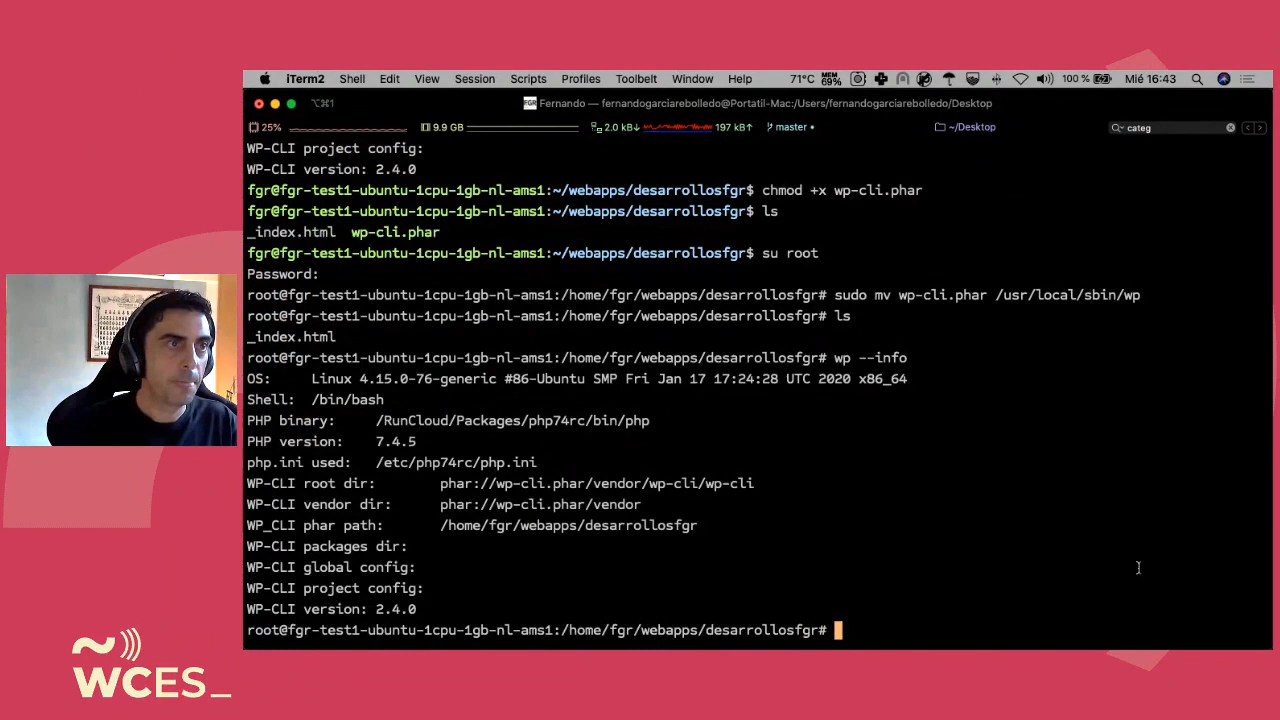 iTerm2 Shell Edit View Session Scripts Profiles Toolbelt Window Help 71°C MEM 69% 100 % Mié 16:43
⌥⌘1 FGR Fernando — fernandogarciarebolledo@Portatil-Mac:/Users/fernandogarciarebolledo/Desktop
25% 9.9 GB 2.0 kB↓ 197 kB↑ master • ~/Desktop categ
WP-CLI project config:
WP-CLI version: 2.4.0
fgr@fgr-test1-ubuntu-1cpu-1gb-nl-ams1:~/webapps/desarrollosfgr$ chmod +x wp-cli.phar
fgr@fgr-test1-ubuntu-1cpu-1gb-nl-ams1:~/webapps/desarrollosfgr$ ls
_index.html wp-cli.phar
fgr@fgr-test1-ubuntu-1cpu-1gb-nl-ams1:~/webapps/desarrollosfgr$ su root
Password:
root@fgr-test1-ubuntu-1cpu-1gb-nl-ams1:/home/fgr/webapps/desarrollosfgr# sudo mv wp-cli.phar /usr/local/sbin/wp
root@fgr-test1-ubuntu-1cpu-1gb-nl-ams1:/home/fgr/webapps/desarrollosfgr# ls
_index.html
root@fgr-test1-ubuntu-1cpu-1gb-nl-ams1:/home/fgr/webapps/desarrollosfgr# wp --info
OS: Linux 4.15.0-76-generic #86-Ubuntu SMP Fri Jan 17 17:24:28 UTC 2020 x86_64
Shell: /bin/bash
PHP binary: /RunCloud/Packages/php74rc/bin/php
PHP version: 7.4.5
php.ini used: /etc/php74rc/php.ini
WP-CLI root dir: phar://wp-cli.phar/vendor/wp-cli/wp-cli
WP-CLI vendor dir: phar://wp-cli.phar/vendor
WP_CLI phar path: /home/fgr/webapps/desarrollosfgr
WP-CLI packages dir:
WP-CLI global config:
WP-CLI project config:
WP-CLI version: 2.4.0
root@fgr-test1-ubuntu-1cpu-1gb-nl-ams1:/home/fgr/webapps/desarrollosfgr#
WCES_